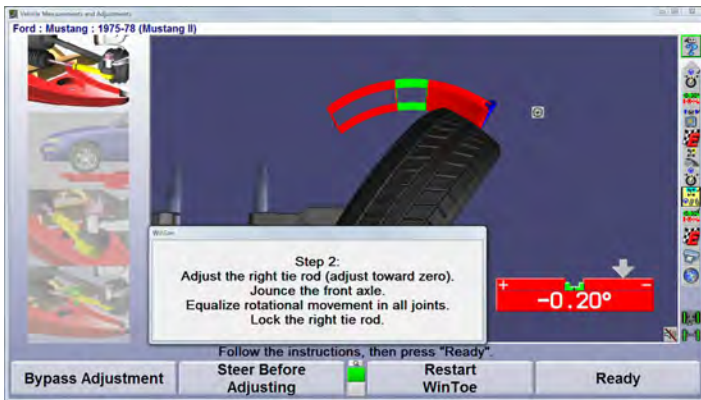 Vehicle Measurements and Adjustments
Ford : Mustang : 1975-78 (Mustang II)
WinToe
Step 2:
Adjust the right tie rod (adjust toward zero).
Jounce the front axle.
Equalize rotational movement in all joints.
Lock the right tie rod.
+ −
−0.20º
Follow the instructions, then press "Ready".
Bypass Adjustment
Steer Before
Adjusting
Restart
WinToe
Ready